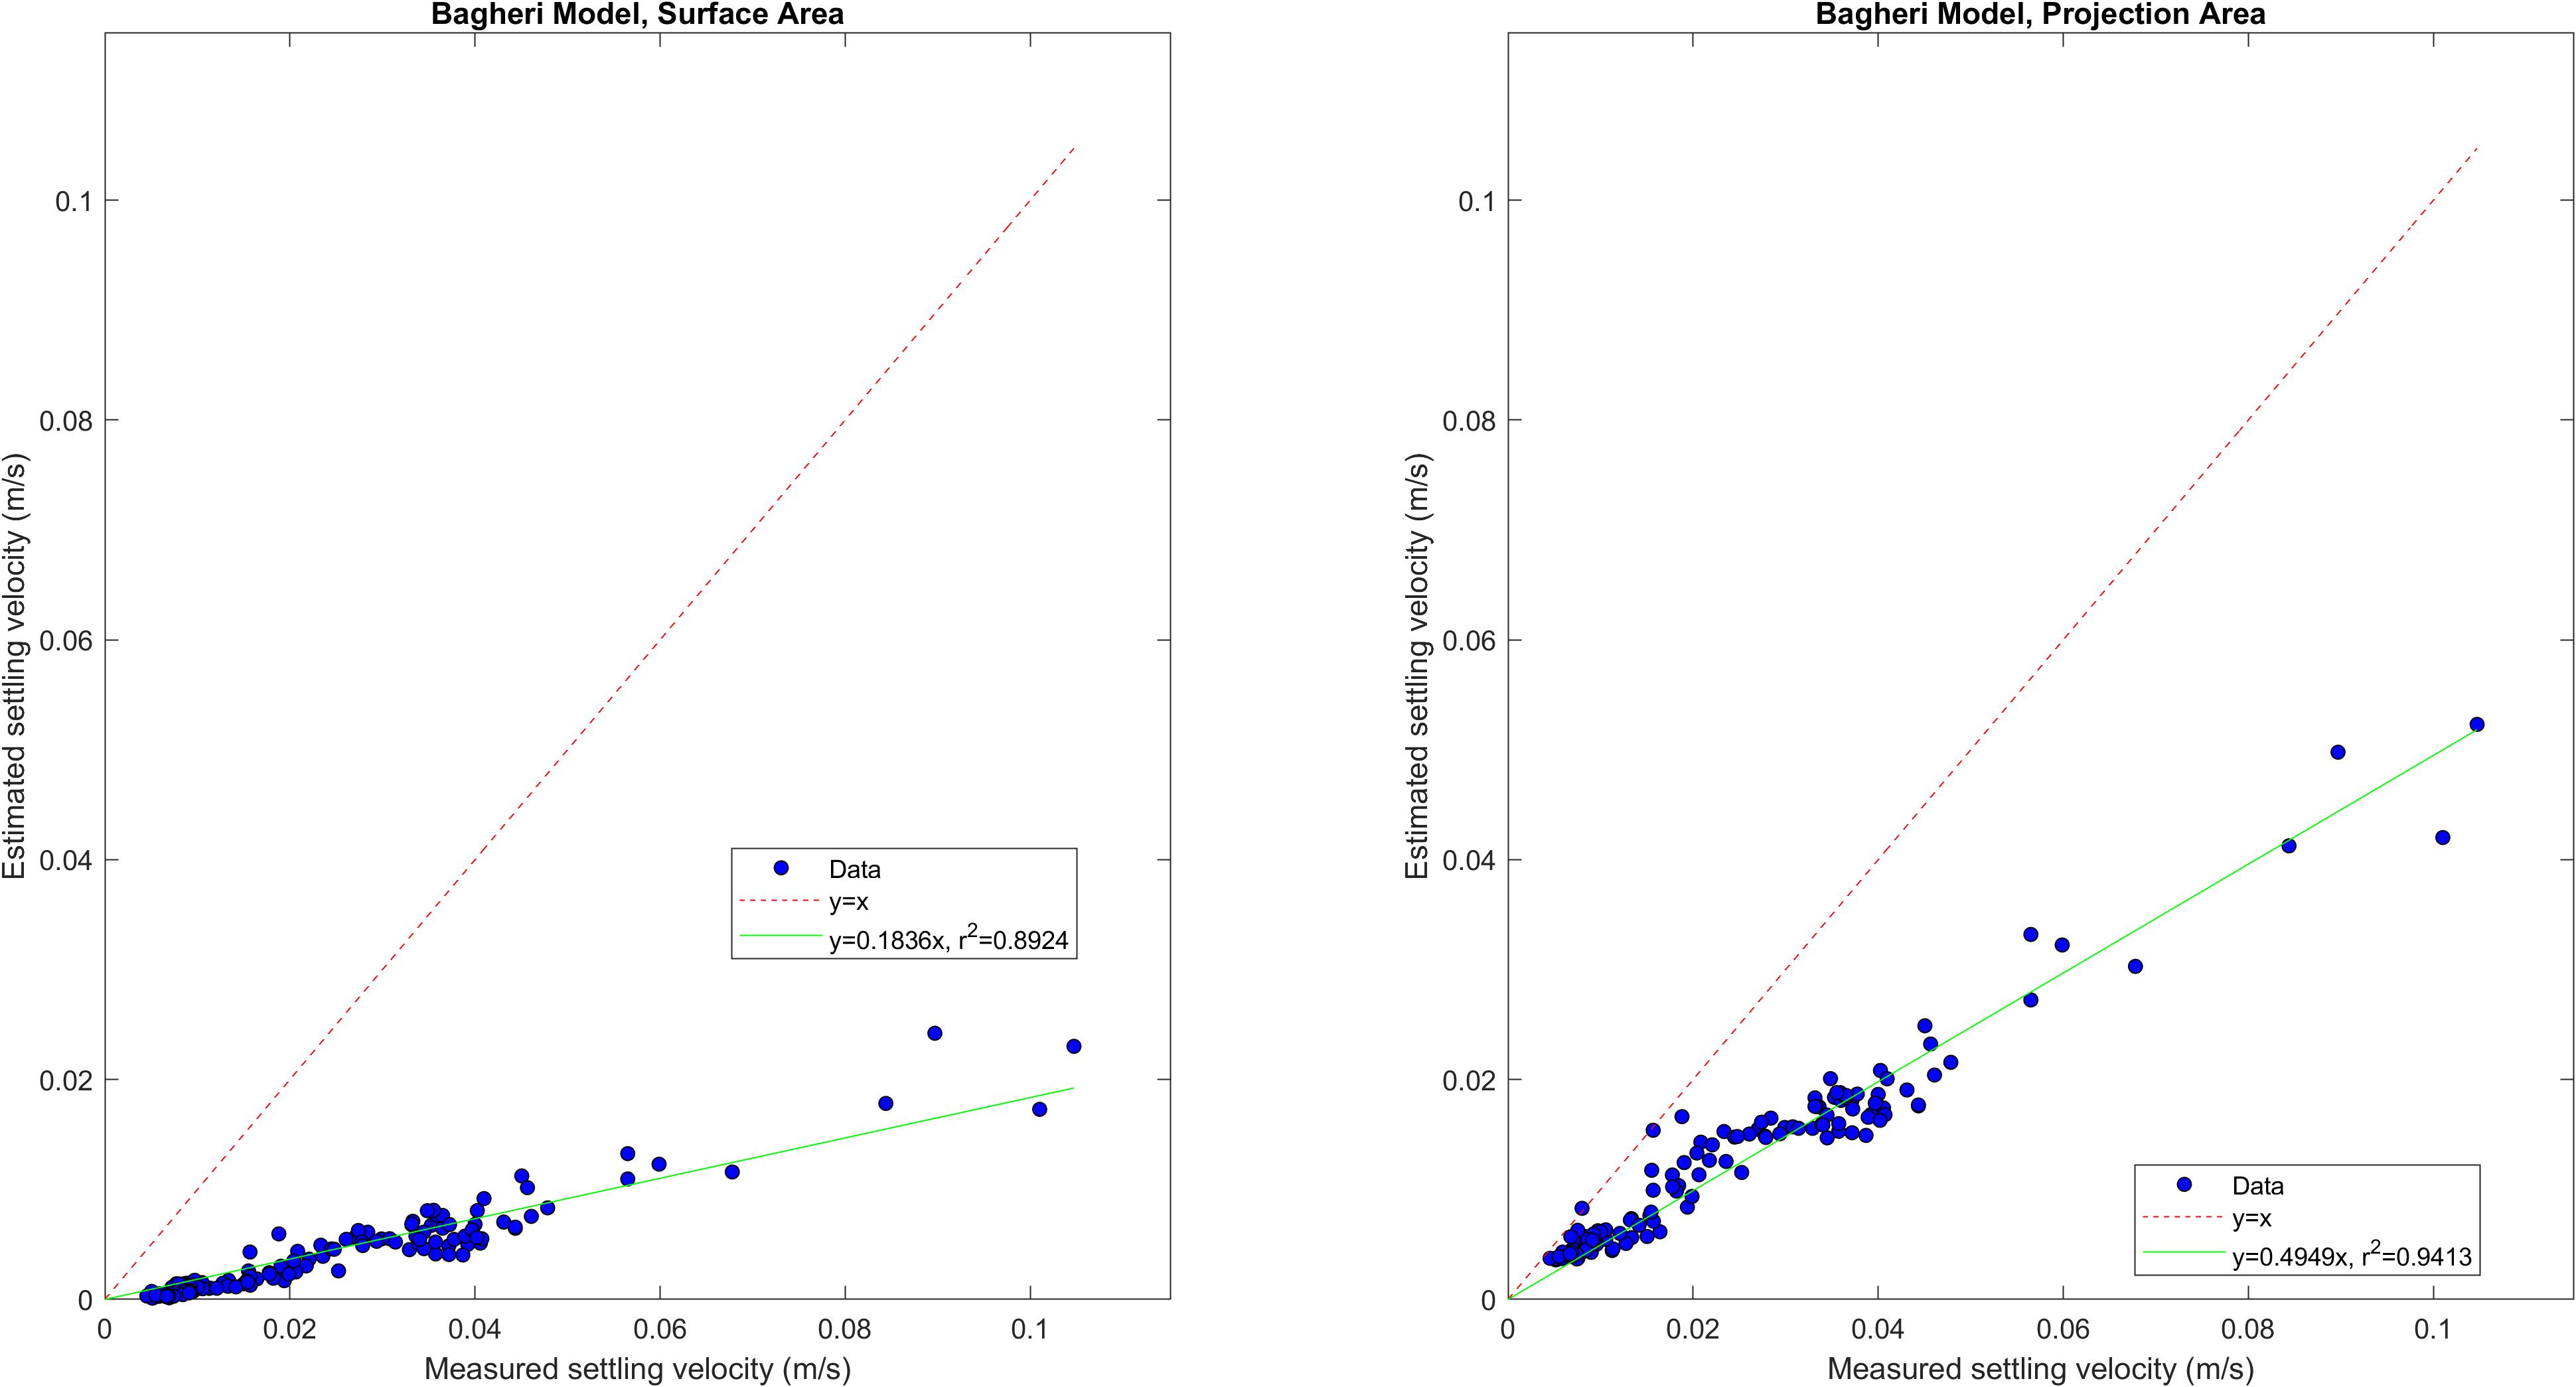 Bagheri Model, Surface Area
Estimated settling velocity (m/s)
0.1
0.08
0.06
0.04
0.02
0
0 0.02 0.04 0.06 0.08 0.1
Measured settling velocity (m/s)
Data
y=x
y=0.1836x, r²=0.8924
Bagheri Model, Projection Area
Estimated settling velocity (m/s)
0.1
0.08
0.06
0.04
0.02
0
0 0.02 0.04 0.06 0.08 0.1
Measured settling velocity (m/s)
Data
y=x
y=0.4949x, r²=0.9413